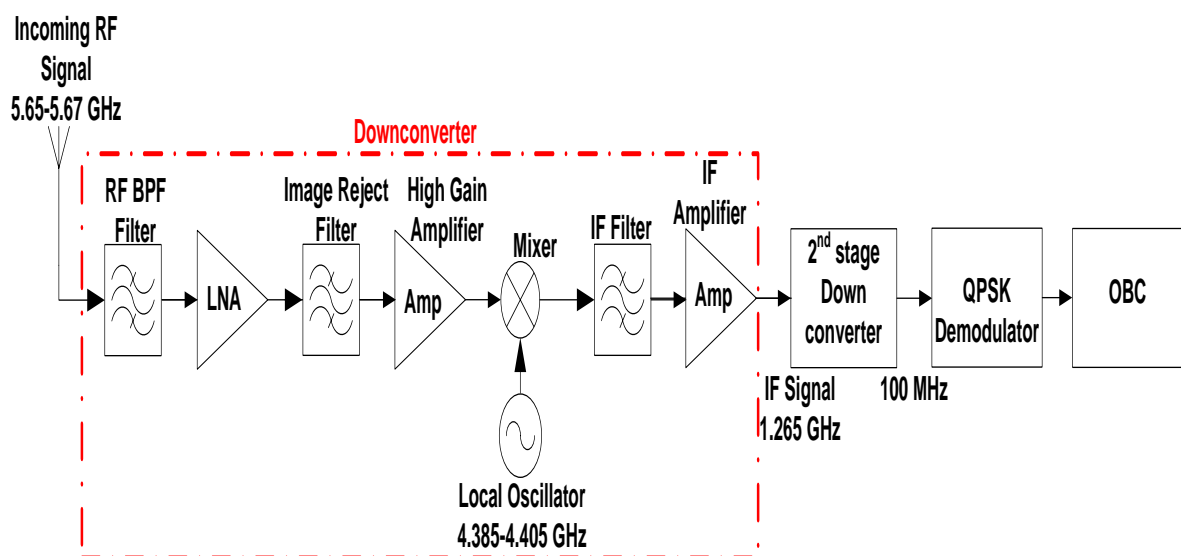 Incoming RF
Signal
5.65-5.67 GHz
Downconverter
RF BPF
Filter
LNA
Image Reject
Filter
High Gain
Amplifier
Amp
Mixer
Local Oscillator
4.385-4.405 GHz
IF Filter
IF
Amplifier
Amp
IF Signal
1.265 GHz
2nd stage
Down
converter
100 MHz
QPSK
Demodulator
OBC